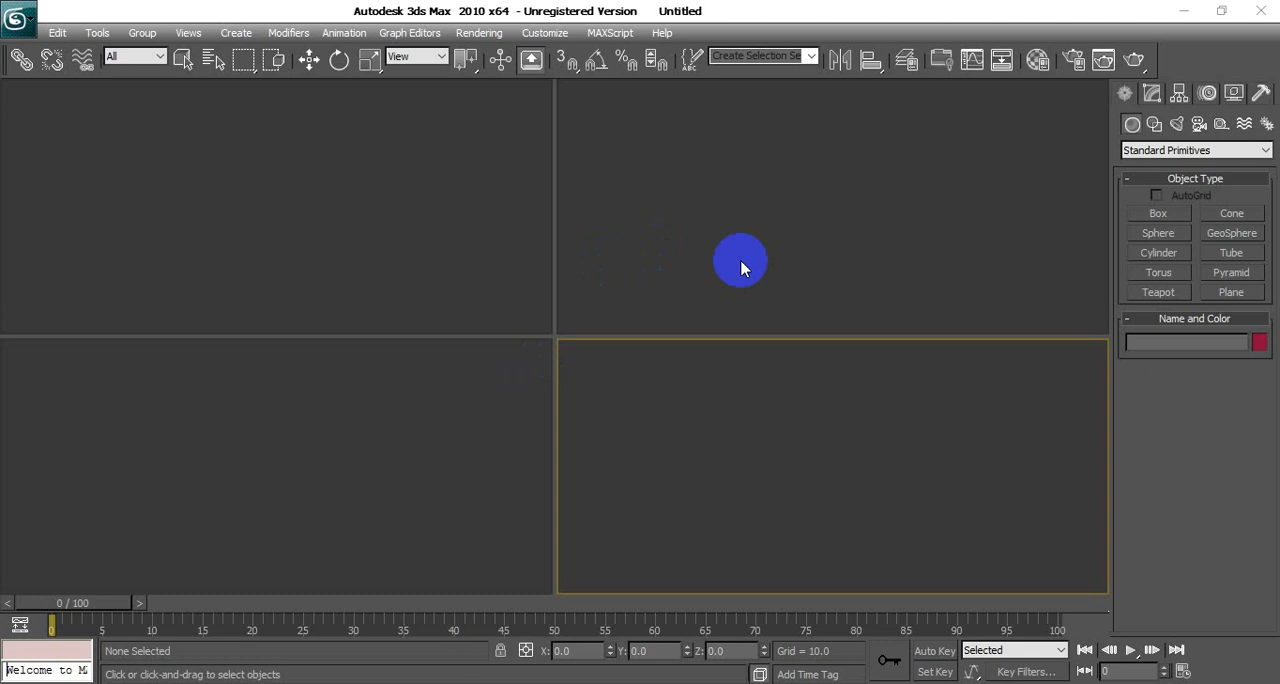 Autodesk 3ds Max 2010 x64 - Unregistered Version Untitled
Edit Tools Group Views Create Modifiers Animation Graph Editors Rendering Customize MAXScript Help
All View Create Selection Se
Standard Primitives
- Object Type
AutoGrid
Box Cone
Sphere GeoSphere
Cylinder Tube
Torus Pyramid
Teapot Plane
- Name and Color
< 0 / 100 >
0 5 10 15 20 25 30 35 40 45 50 55 60 65 70 75 80 85 90 95 100
None Selected X: 0.0 Y: 0.0 Z: 0.0 Grid = 10.0 Auto Key Selected
Welcome to M Click or click-and-drag to select objects Add Time Tag Set Key Key Filters... 0